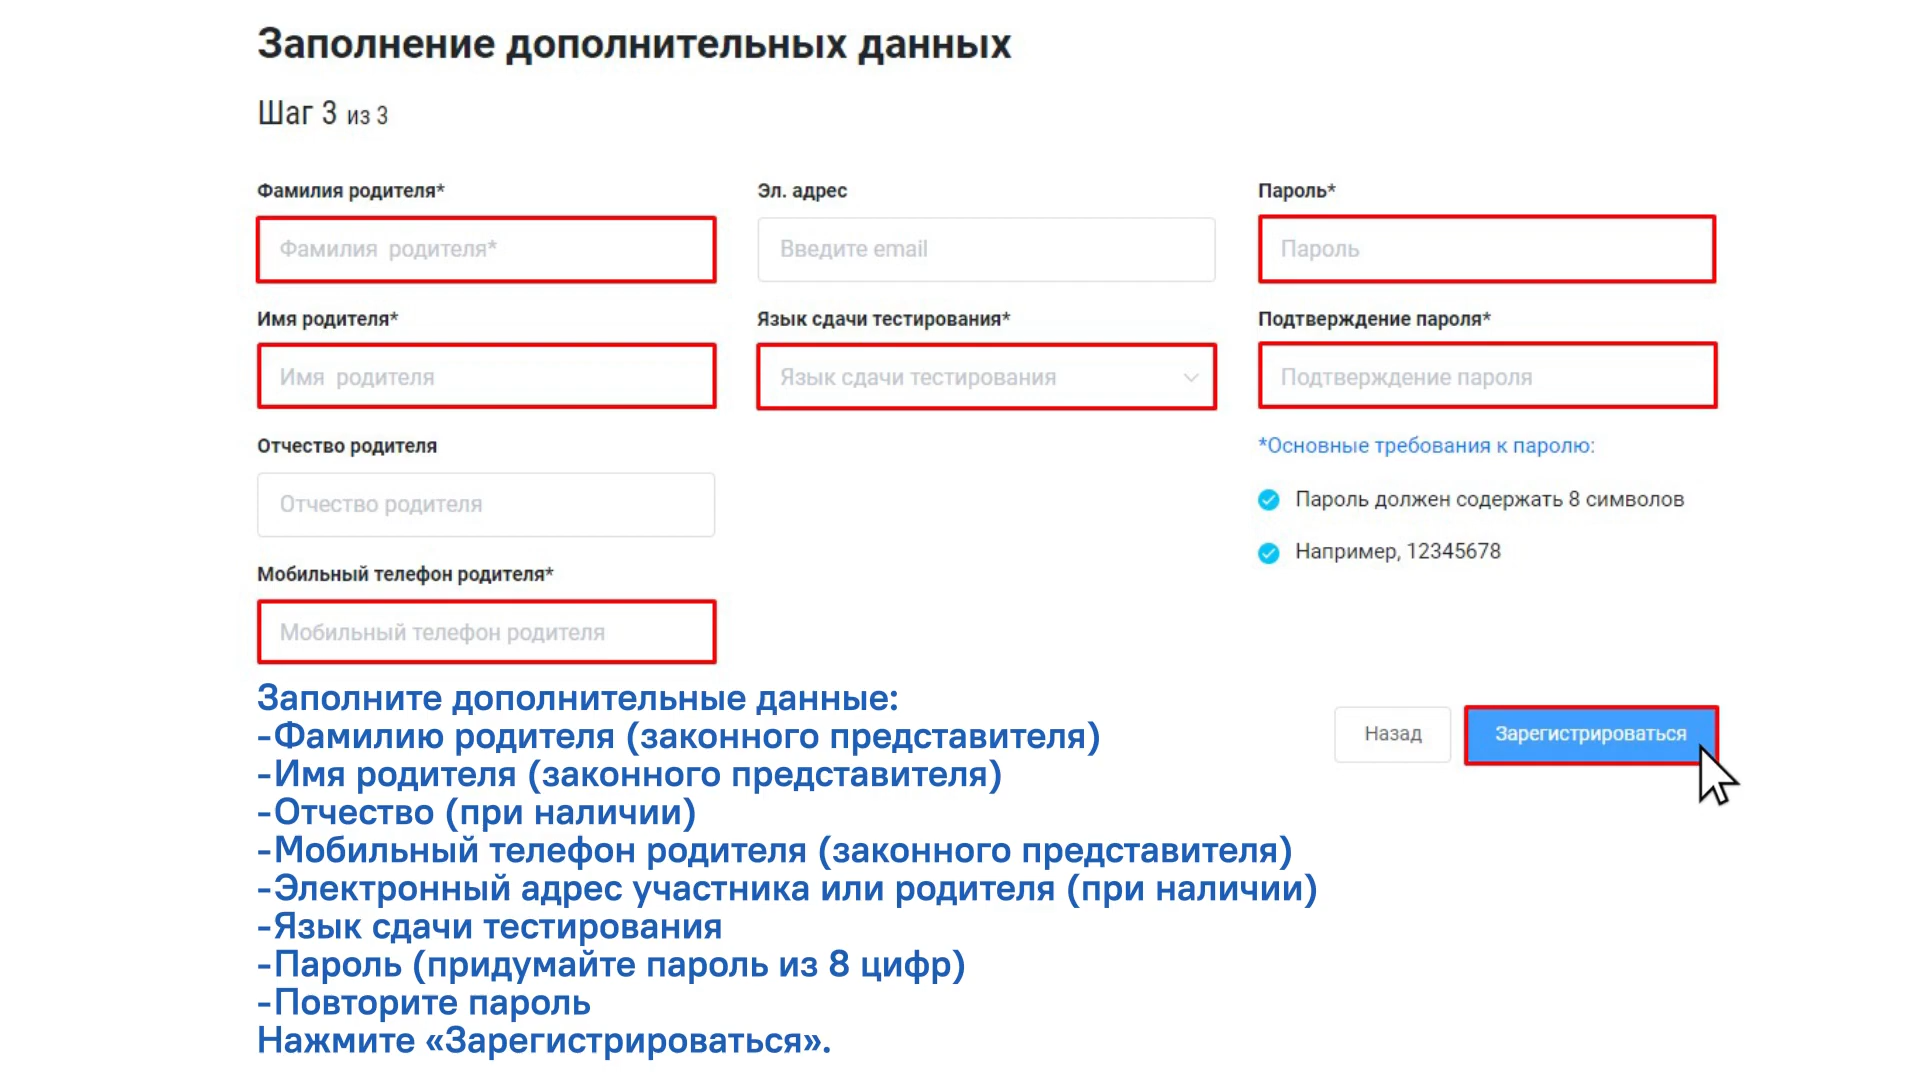 Заполнение дополнительных данных
Шаг 3 из 3
Фамилия родителя*
Фамилия родителя*
Имя родителя*
Имя родителя
Отчество родителя
Отчество родителя
Мобильный телефон родителя*
Мобильный телефон родителя
Эл. адрес
Введите email
Язык сдачи тестирования*
Язык сдачи тестирования
Пароль*
Пароль
Подтверждение пароля*
Подтверждение пароля
*Основные требования к паролю:
Пароль должен содержать 8 символов
Например, 12345678
Назад
Зарегистрироваться
Заполните дополнительные данные:
-Фамилию родителя (законного представителя)
-Имя родителя (законного представителя)
-Отчество (при наличии)
-Мобильный телефон родителя (законного представителя)
-Электронный адрес участника или родителя (при наличии)
-Язык сдачи тестирования
-Пароль (придумайте пароль из 8 цифр)
-Повторите пароль
Нажмите «Зарегистрироваться».